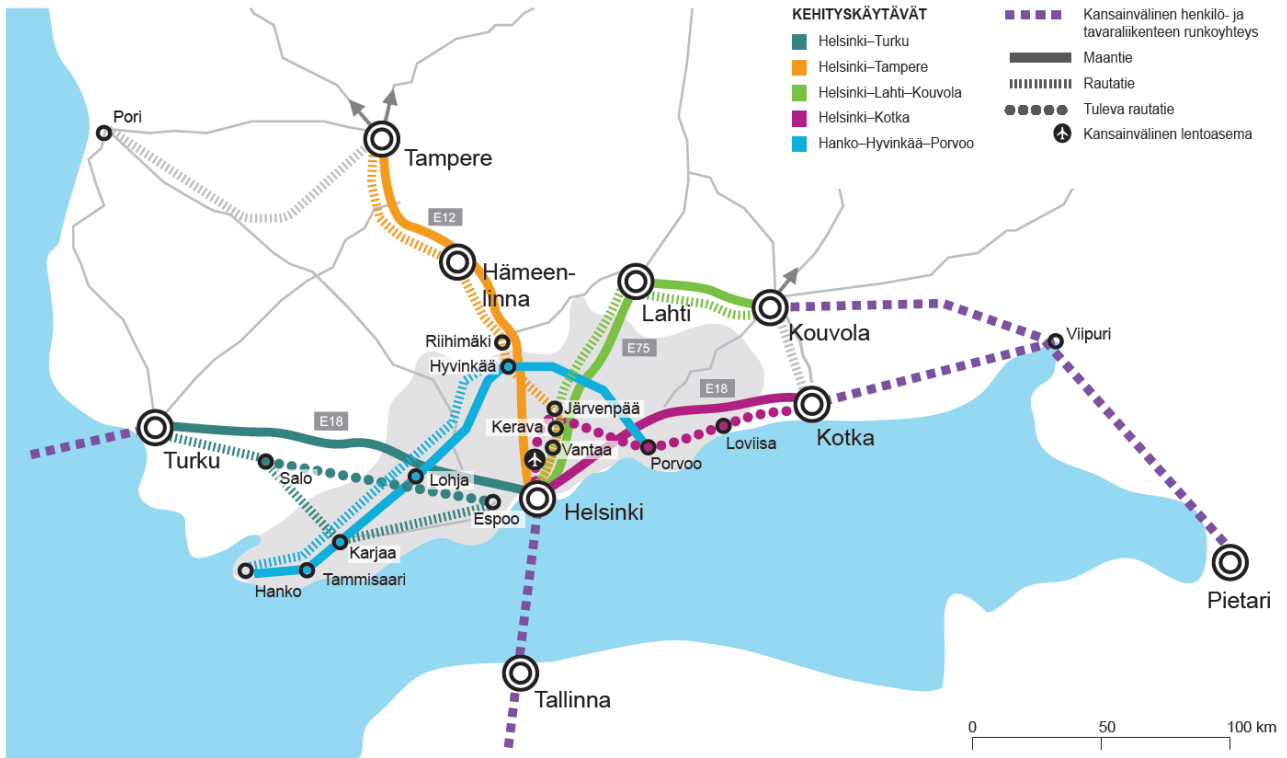 KEHITYSKÄYTÄVÄT
Helsinki–Turku
Helsinki–Tampere
Helsinki–Lahti–Kouvola
Helsinki–Kotka
Hanko–Hyvinkää–Porvoo
Kansainvälinen henkilö- ja
tavaraliikenteen runkoyhteys
Maantie
Rautatie
Tuleva rautatie
Kansainvälinen lentoasema
Pori
Tampere
E12
Hämeen-
linna
Lahti
Kouvola
Riihimäki
Viipuri
E75
Hyvinkää
E18
Järvenpää
E18
Kerava
Kotka
Turku
Vantaa
Loviisa
Porvoo
Salo
Lohja
Espoo
Helsinki
Karjaa
Hanko
Tammisaari
Pietari
Tallinna
0 50 100 km